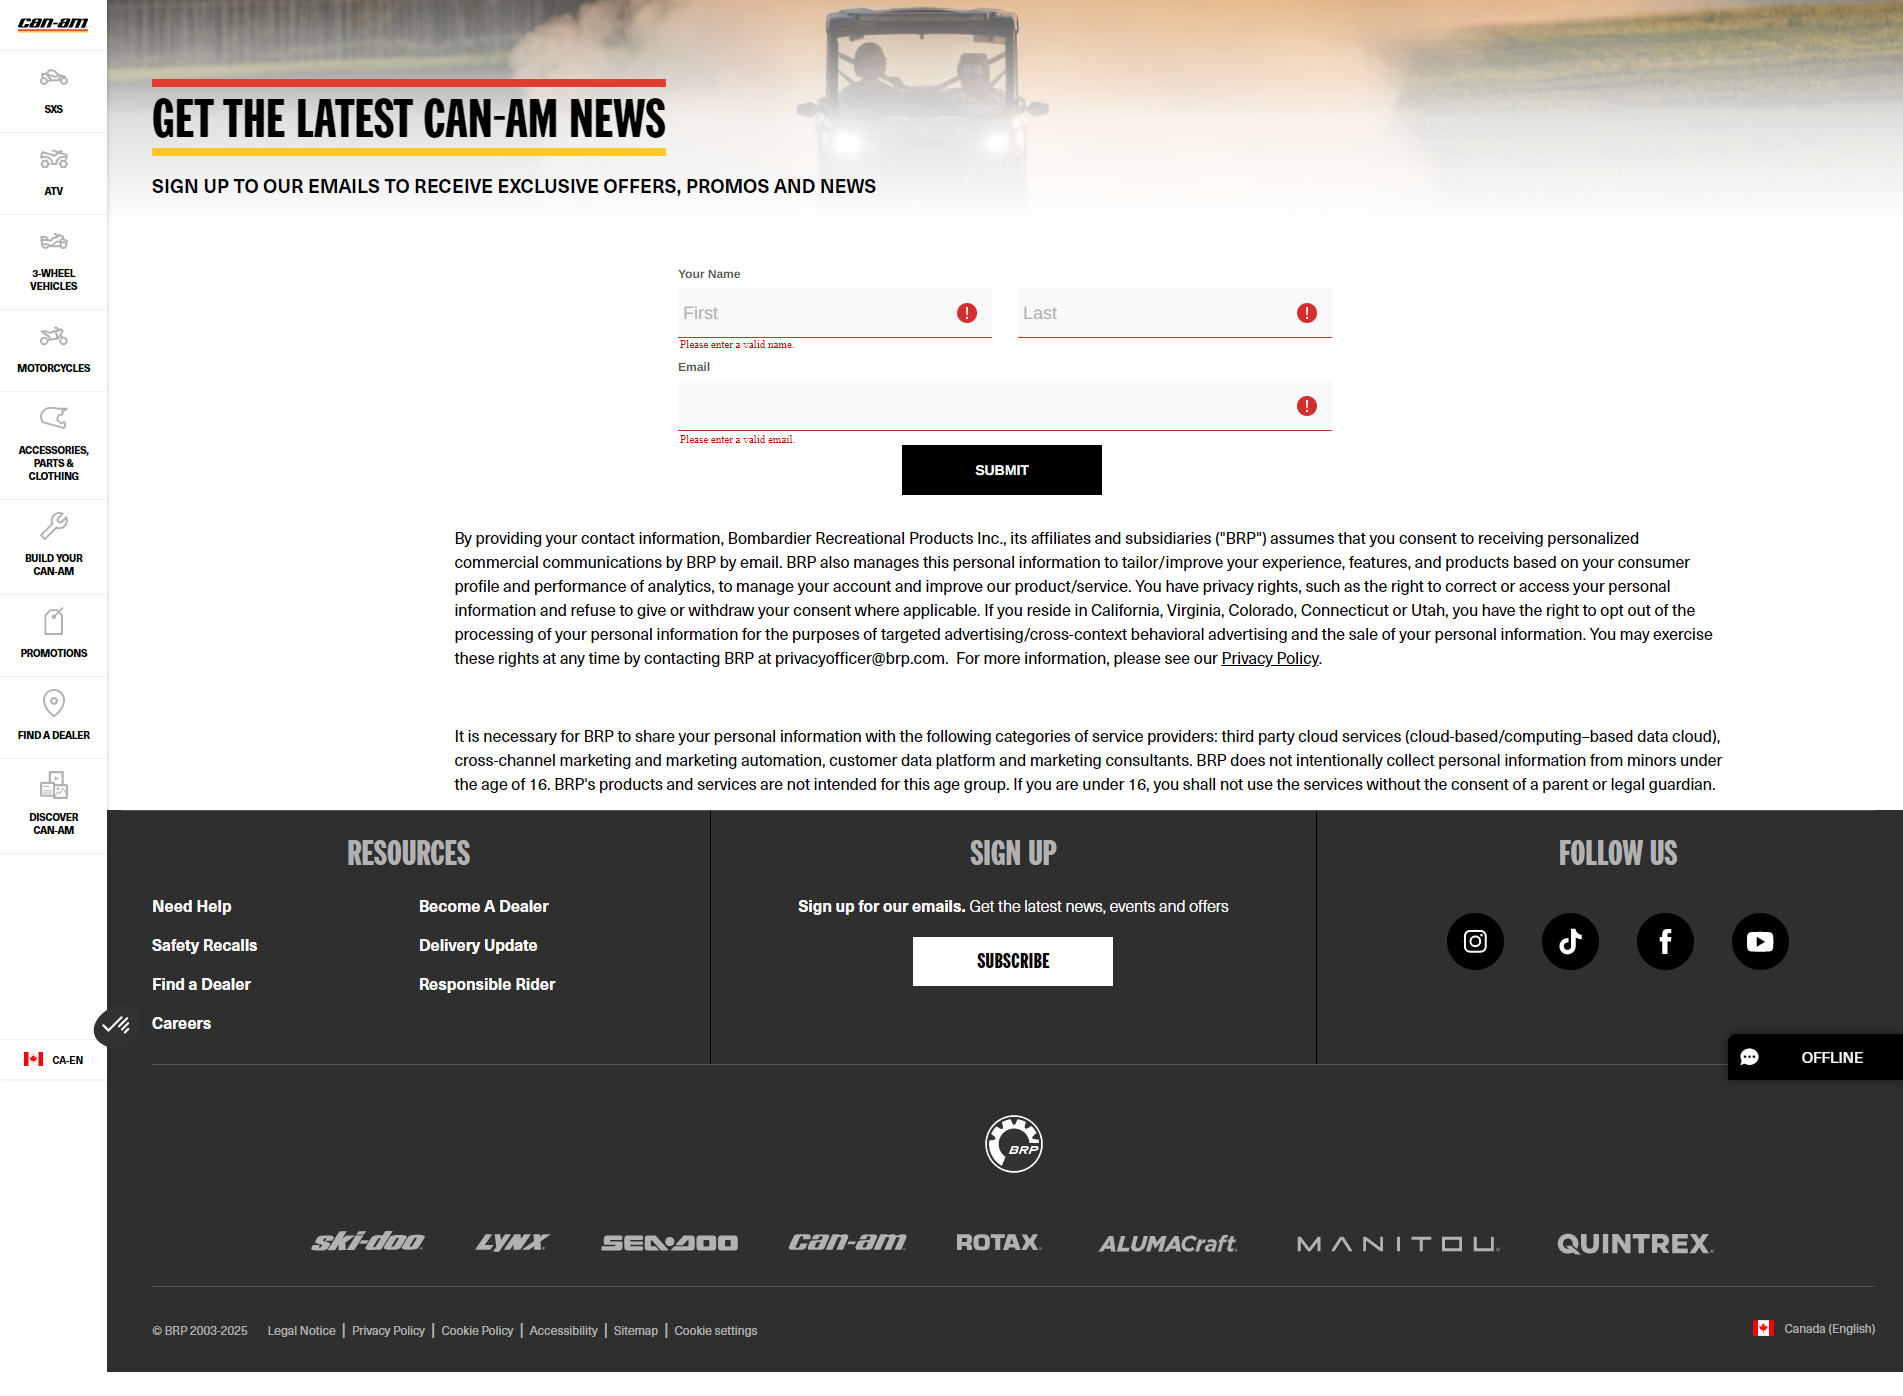 can-am
SXS
ATV
3-WHEEL
VEHICLES
MOTORCYCLES
ACCESSORIES,
PARTS &
CLOTHING
BUILD YOUR
CAN-AM
PROMOTIONS
FIND A DEALER
DISCOVER
CAN-AM
CA-EN
GET THE LATEST CAN-AM NEWS
SIGN UP TO OUR EMAILS TO RECEIVE EXCLUSIVE OFFERS, PROMOS AND NEWS
Your Name
First
Last
Please enter a valid name.
Email
Please enter a valid email.
SUBMIT
By providing your contact information, Bombardier Recreational Products Inc., its affiliates and subsidiaries ("BRP") assumes that you consent to receiving personalized
commercial communications by BRP by email. BRP also manages this personal information to tailor/improve your experience, features, and products based on your consumer
profile and performance of analytics, to manage your account and improve our product/service. You have privacy rights, such as the right to correct or access your personal
information and refuse to give or withdraw your consent where applicable. If you reside in California, Virginia, Colorado, Connecticut or Utah, you have the right to opt out of the
processing of your personal information for the purposes of targeted advertising/cross-context behavioral advertising and the sale of your personal information. You may exercise
these rights at any time by contacting BRP at privacyofficer@brp.com.  For more information, please see our Privacy Policy.
It is necessary for BRP to share your personal information with the following categories of service providers: third party cloud services (cloud-based/computing–based data cloud),
cross-channel marketing and marketing automation, customer data platform and marketing consultants. BRP does not intentionally collect personal information from minors under
the age of 16. BRP's products and services are not intended for this age group. If you are under 16, you shall not use the services without the consent of a parent or legal guardian.
RESOURCES
Need Help
Become A Dealer
Safety Recalls
Delivery Update
Find a Dealer
Responsible Rider
Careers
SIGN UP
Sign up for our emails. Get the latest news, events and offers
SUBSCRIBE
FOLLOW US
OFFLINE
BRP
ski-doo LYNX SEA-DOO can-am ROTAX ALUMACraft MANITOU QUINTREX
© BRP 2003-2025 Legal Notice | Privacy Policy | Cookie Policy | Accessibility | Sitemap | Cookie settings
Canada (English)